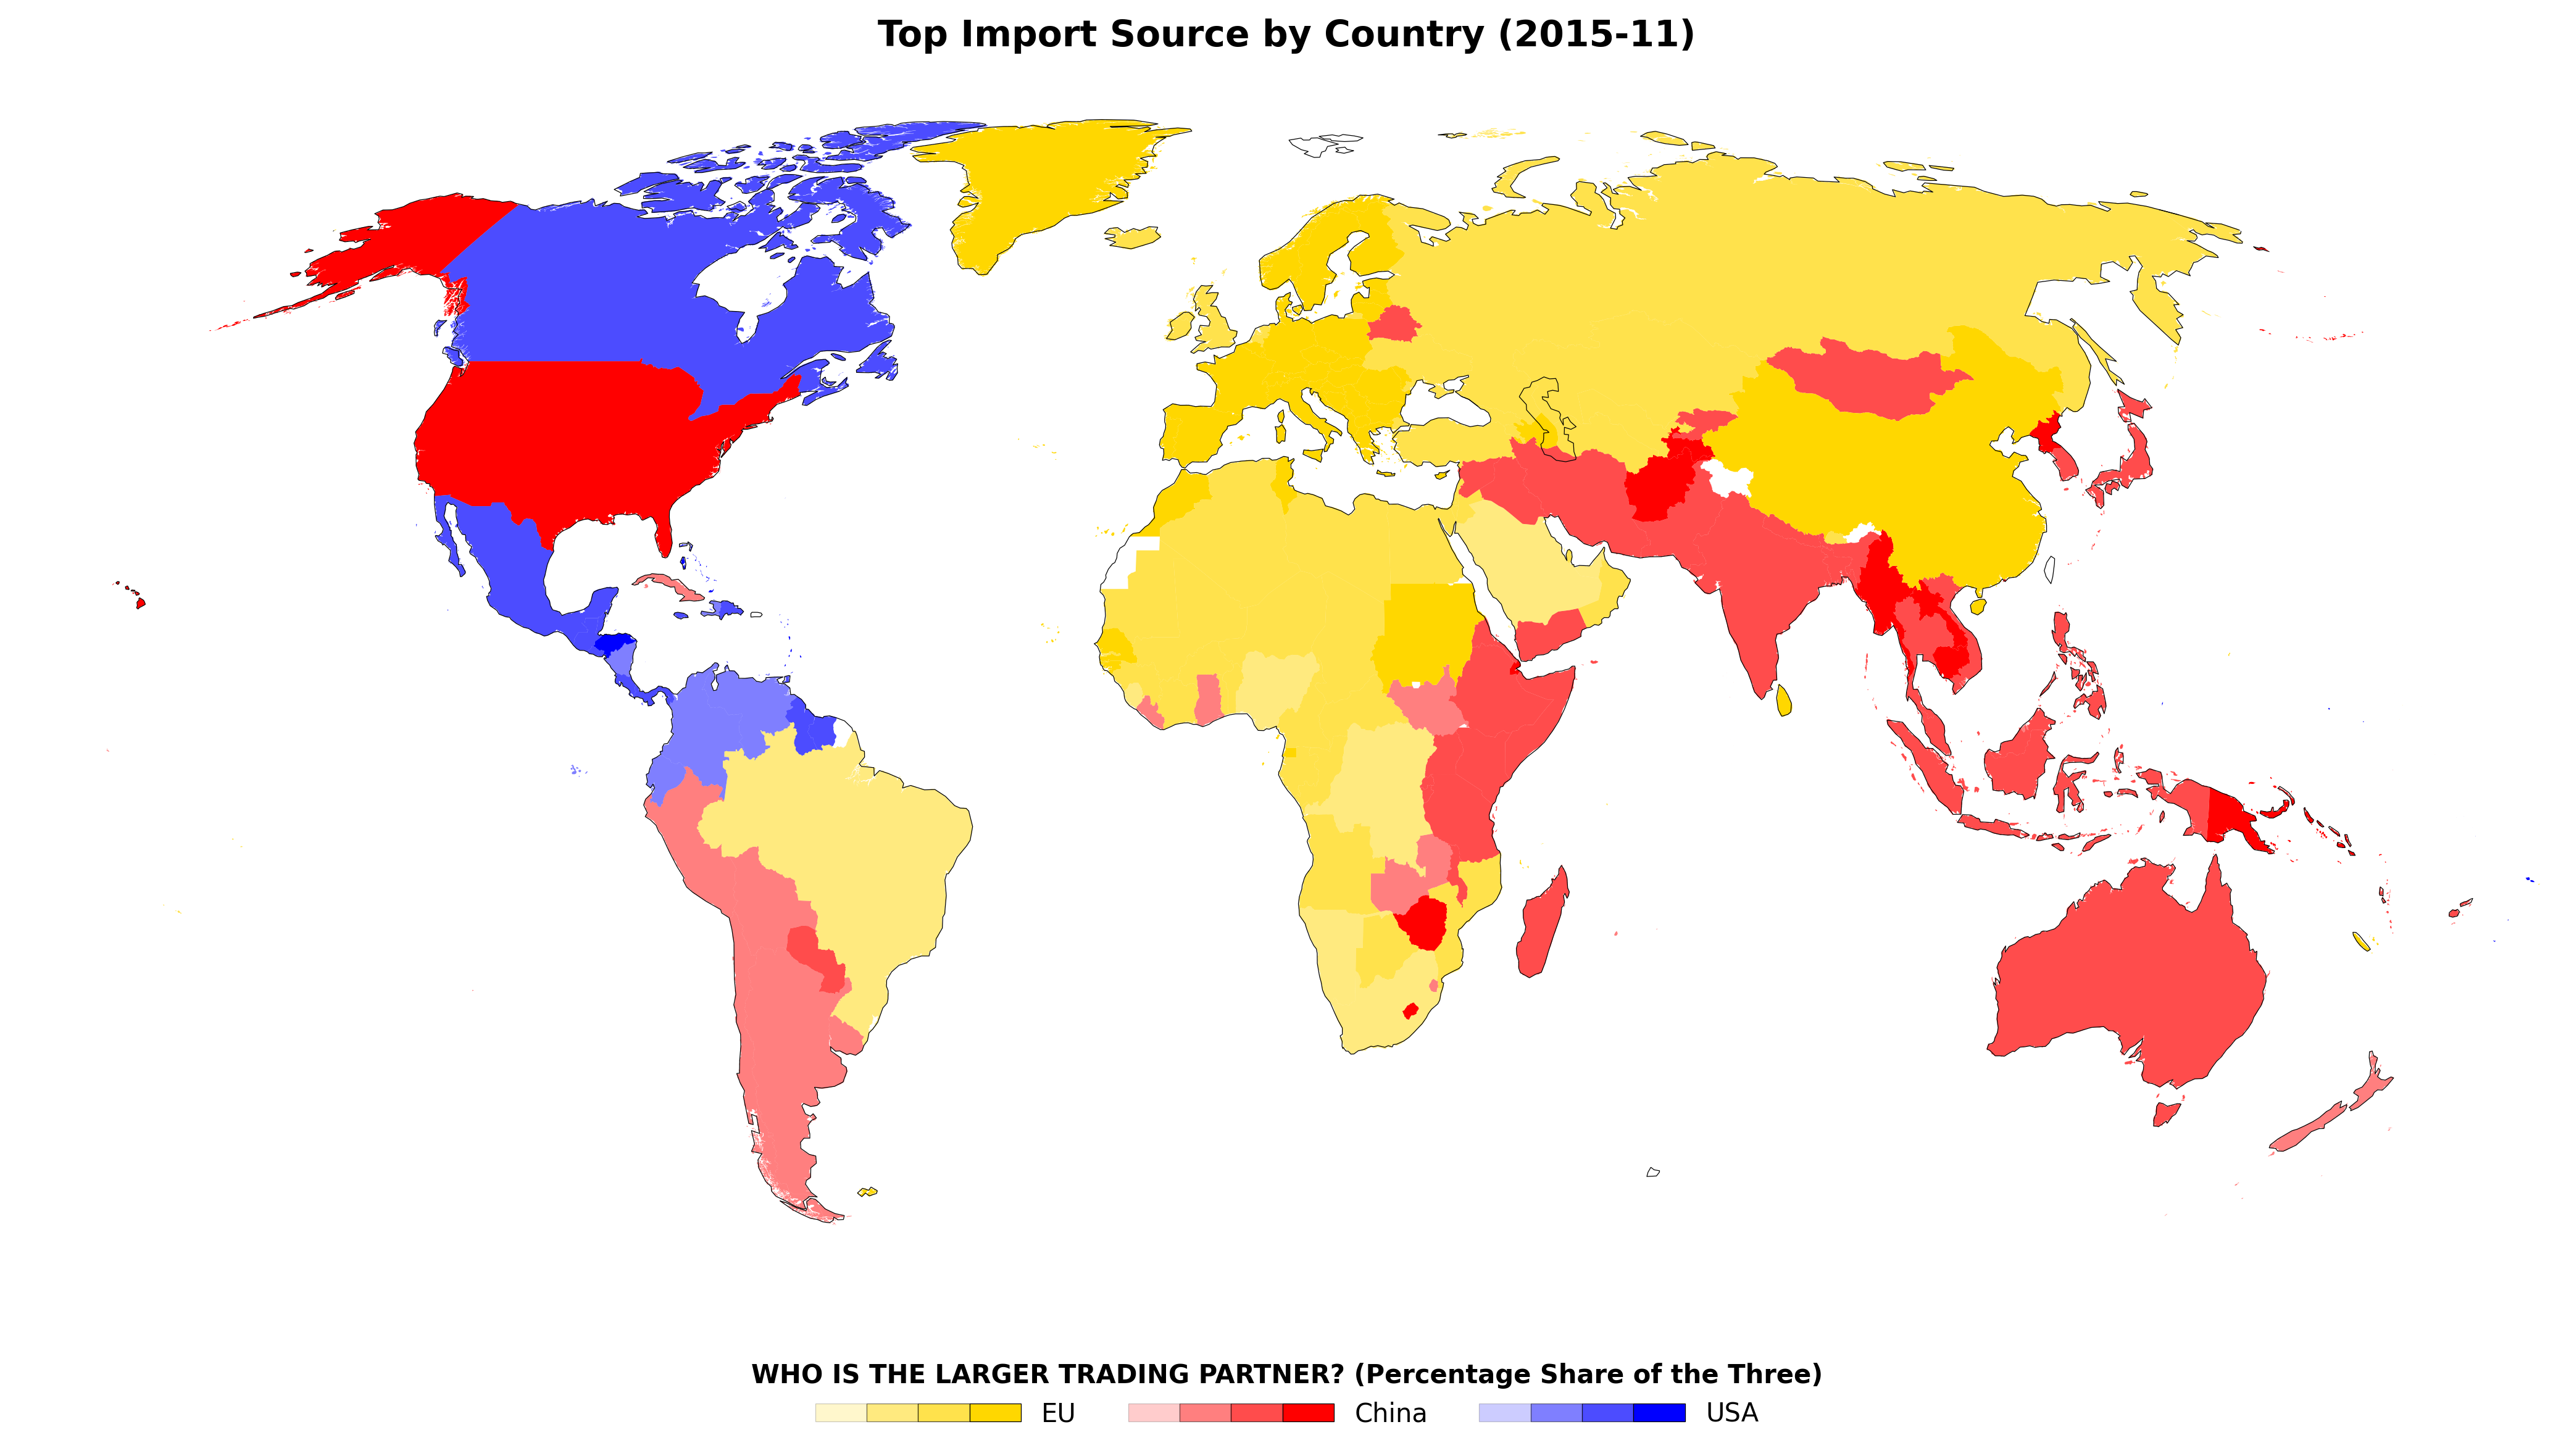 Top Import Source by Country (2015-11)
WHO IS THE LARGER TRADING PARTNER? (Percentage Share of the Three)
EU China USA